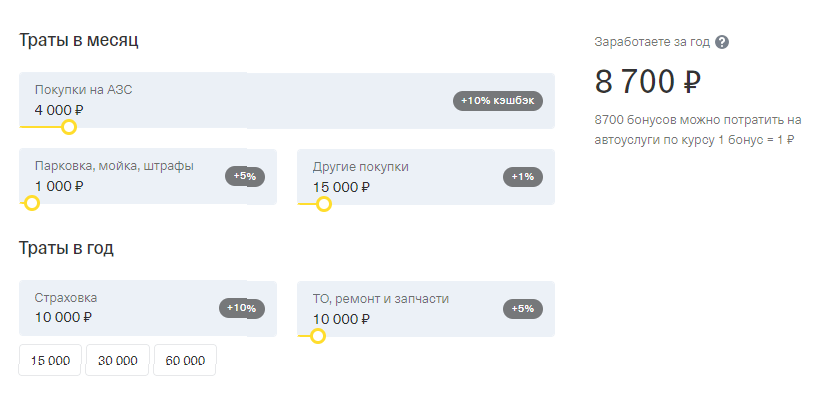 Траты в месяц
Покупки на АЗС
4 000 ₽
+10% кэшбэк
Парковка, мойка, штрафы
1 000 ₽
+5%
Другие покупки
15 000 ₽
+1%
Траты в год
Страховка
10 000 ₽
+10%
ТО, ремонт и запчасти
10 000 ₽
+5%
15 000
30 000
60 000
Заработаете за год ?
8 700 ₽
8700 бонусов можно потратить на
автоуслуги по курсу 1 бонус = 1 ₽